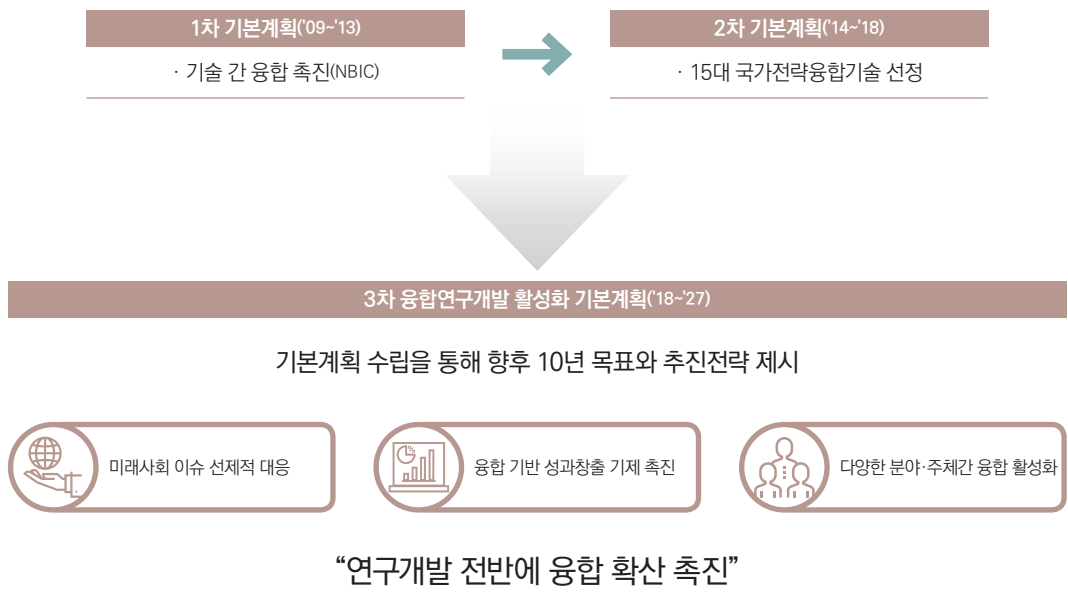 1차 기본계획('09~'13)
· 기술 간 융합 촉진(NBIC)
2차 기본계획('14~'18)
· 15대 국가전략융합기술 선정
3차 융합연구개발 활성화 기본계획('18~'27)
기본계획 수립을 통해 향후 10년 목표와 추진전략 제시
미래사회 이슈 선제적 대응
%
융합 기반 성과창출 기제 촉진
다양한 분야·주체간 융합 활성화
“연구개발 전반에 융합 확산 촉진”